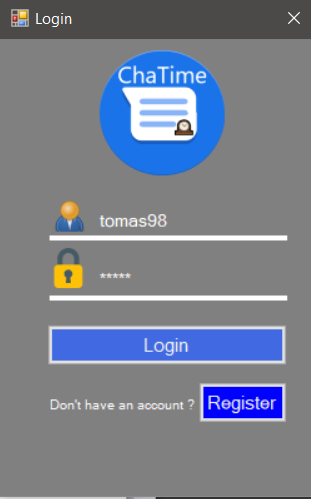 Login
ChaTime
tomas98
*****
Login
Don't have an account ? Register